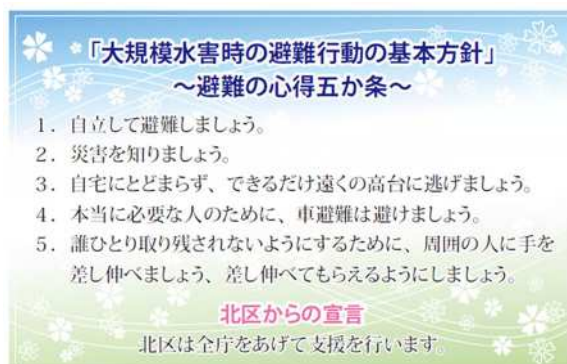 「大規模水害時の避難行動の基本方針」
～避難の心得五か条～
1．自立して避難しましょう。
2．災害を知りましょう。
3．自宅にとどまらず、できるだけ遠くの高台に逃げましょう。
4．本当に必要な人のために、車避難は避けましょう。
5．誰ひとり取り残されないようにするために、周囲の人に手を
差し伸べましょう、差し伸べてもらえるようにしましょう。
北区からの宣言
北区は全庁をあげて支援を行います。